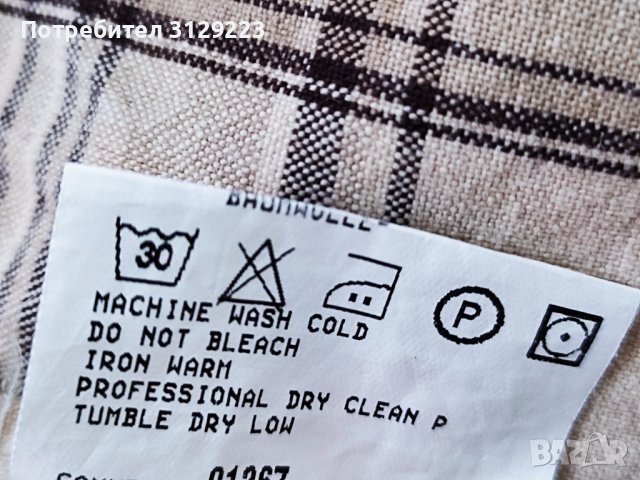 Потребител 3129223
BAUMWOLLE
30
P
MACHINE WASH COLD
DO NOT BLEACH
IRON WARM
PROFESSIONAL DRY CLEAN P
TUMBLE DRY LOW
01267
BAZAR